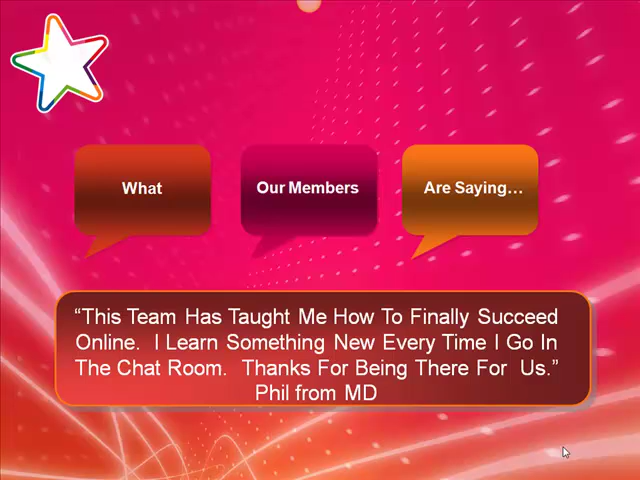 What
Our Members
Are Saying…
“This Team Has Taught Me How To Finally Succeed
Online.  I Learn Something New Every Time I Go In
The Chat Room.  Thanks For Being There For  Us.”
Phil from MD